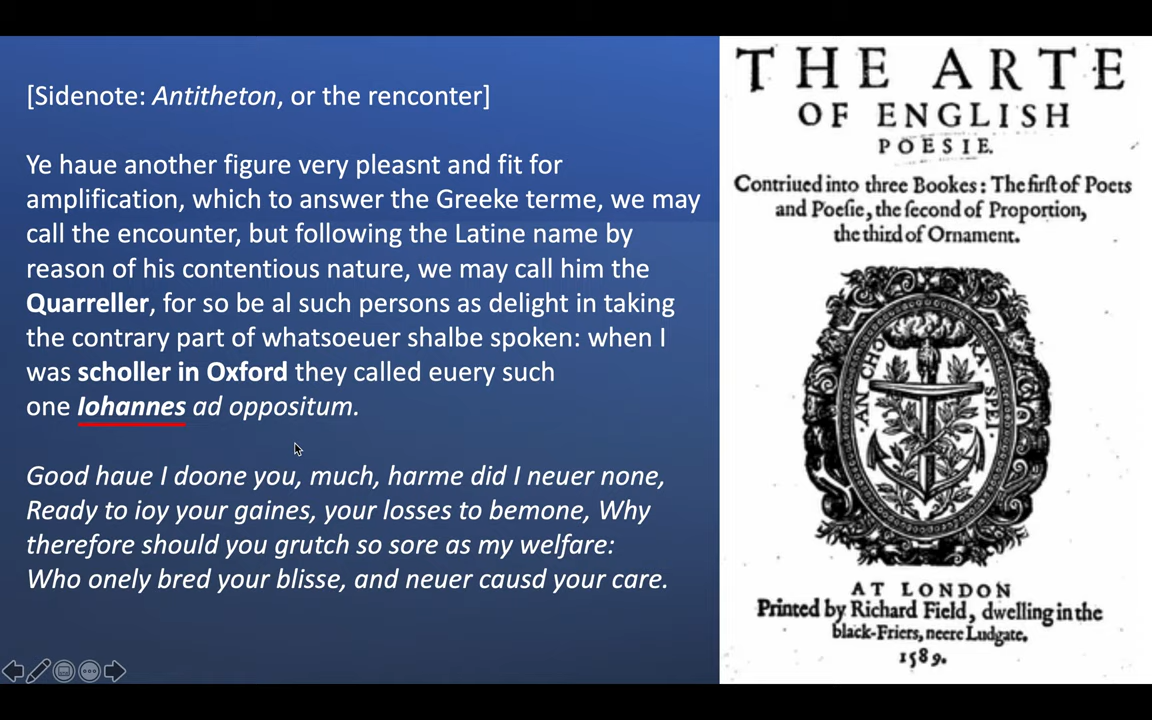 [Sidenote: Antitheton, or the renconter]
Ye haue another figure very pleasnt and fit for
amplification, which to answer the Greeke terme, we may
call the encounter, but following the Latine name by
reason of his contentious nature, we may call him the
Quarreller, for so be al such persons as delight in taking
the contrary part of whatsoeuer shalbe spoken: when I
was scholler in Oxford they called euery such
one Iohannes ad oppositum.
Good haue I doone you, much, harme did I neuer none,
Ready to ioy your gaines, your losses to bemone, Why
therefore should you grutch so sore as my welfare:
Who onely bred your blisse, and neuer causd your care.
THE ARTE
OF ENGLISH
POESIE.
Contriued into three Bookes: The first of Poets
and Poesie, the second of Proportion,
the third of Ornament.
ANCHORA SPEI
AT LONDON
Printed by Richard Field, dwelling in the
black-Friers, neere Ludgate.
1589.